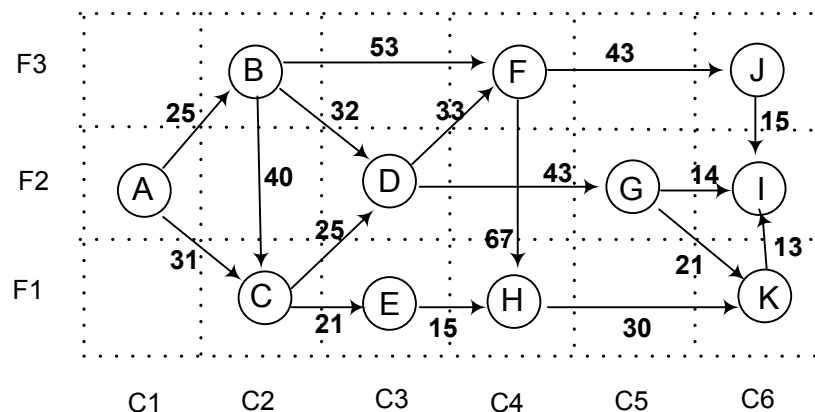 F3 B 53 F 43 J
25 32 33 15
F2 A 40 D 43 G 14 I
31 25 67 21 13
F1 C 21 E 15 H 30 K
C1 C2 C3 C4 C5 C6